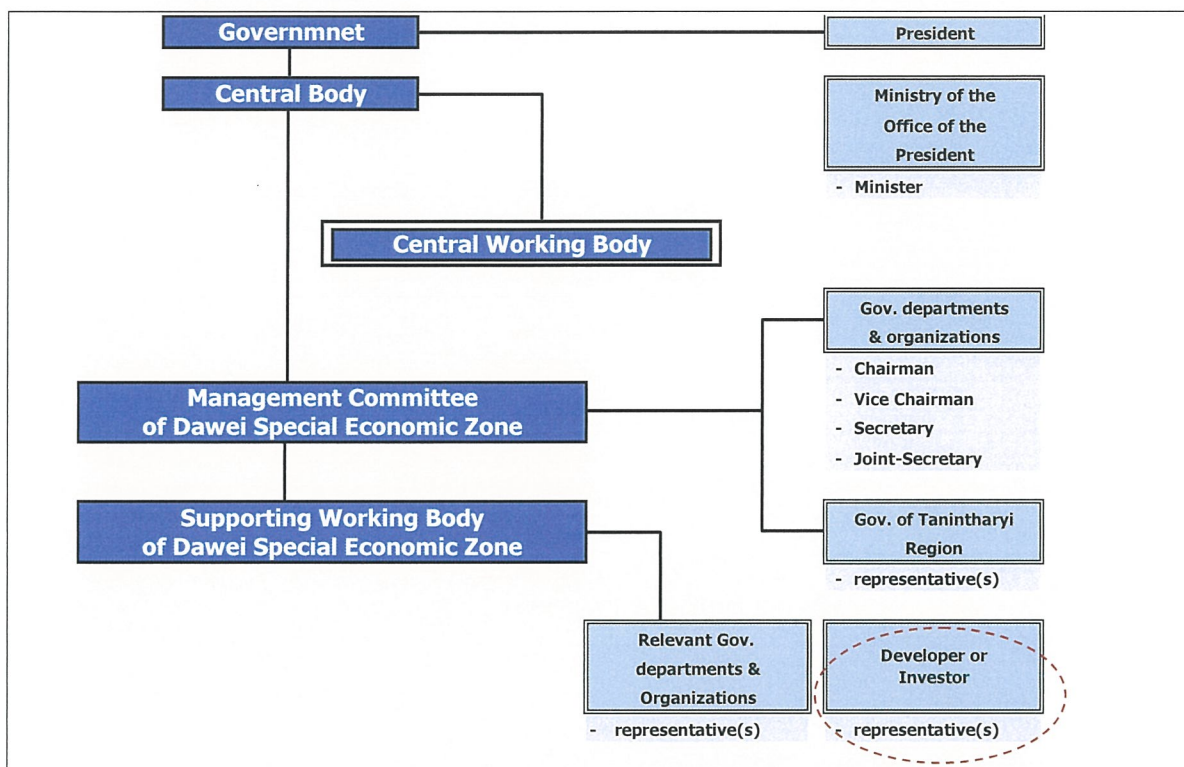 Governmnet
President
Central Body
Ministry of the
Office of the
President
- Minister
Central Working Body
Gov. departments
& organizations
- Chairman
- Vice Chairman
- Secretary
- Joint-Secretary
Management Committee
of Dawei Special Economic Zone
Supporting Working Body
of Dawei Special Economic Zone
Gov. of Tanintharyi
Region
- representative(s)
Relevant Gov.
departments &
Organizations
- representative(s)
Developer or
Investor
- representative(s)